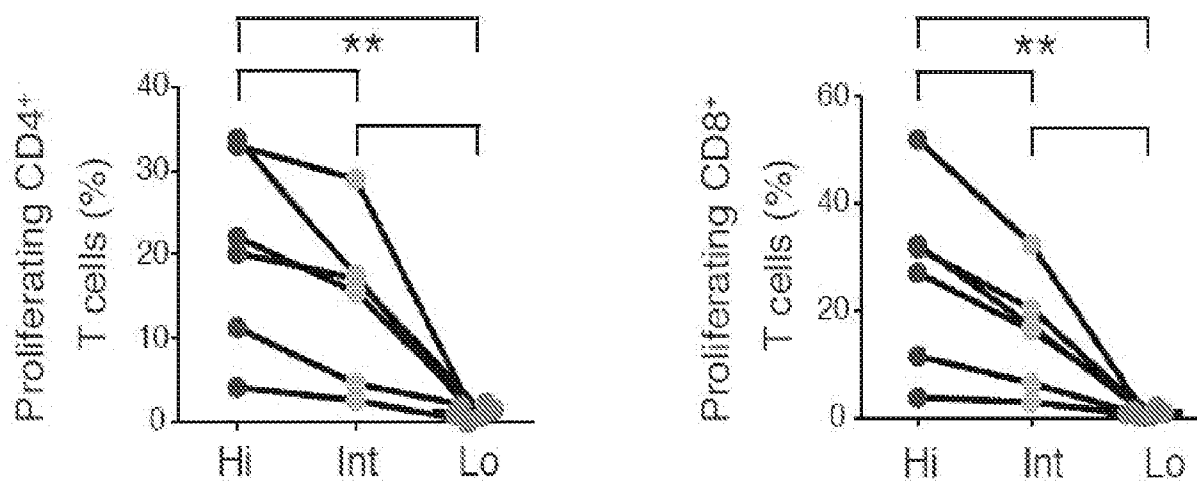 **
Proliferating CD4⁺
T cells (%)
40
30
20
10
0
Hi Int Lo
**
Proliferating CD8⁺
T cells (%)
60
40
20
0
Hi Int Lo